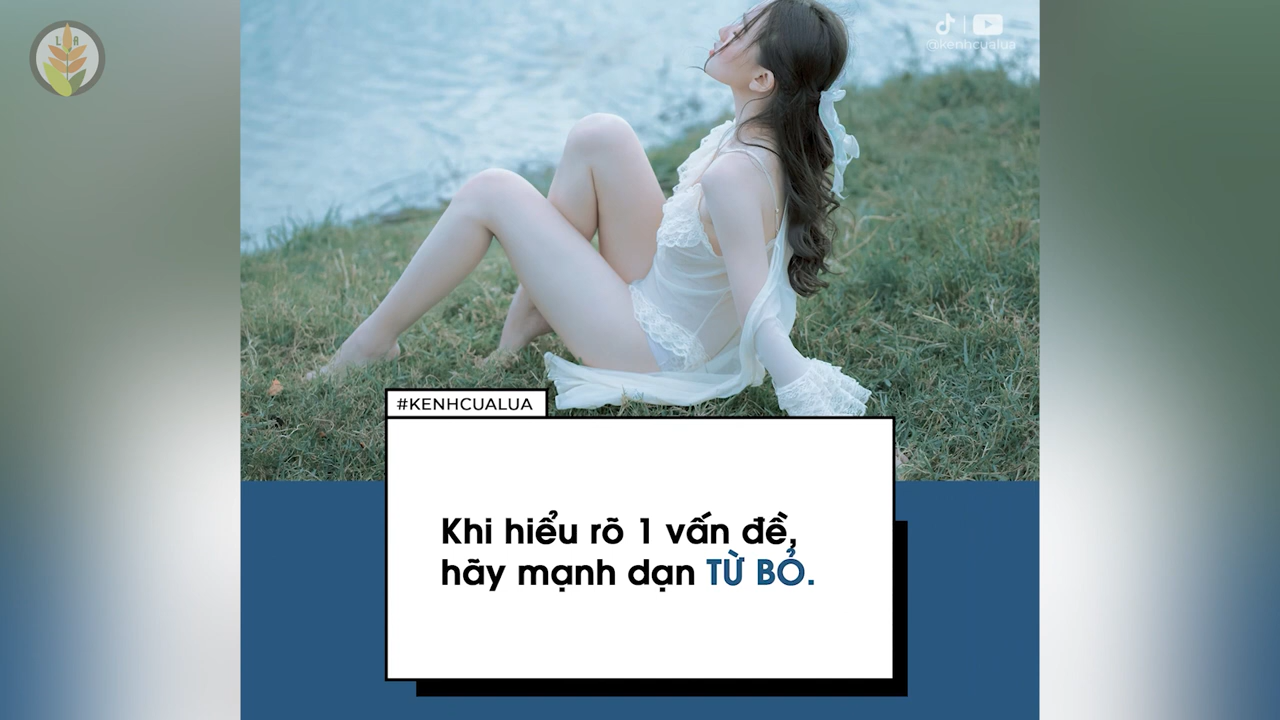 L A
@kenhcualua
#KENHCUALUA
Khi hiểu rõ 1 vấn đề,
hãy mạnh dạn TỪ BỎ.